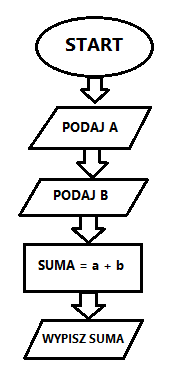 START
PODAJ A
PODAJ B
SUMA = a + b
WYPISZ SUMA